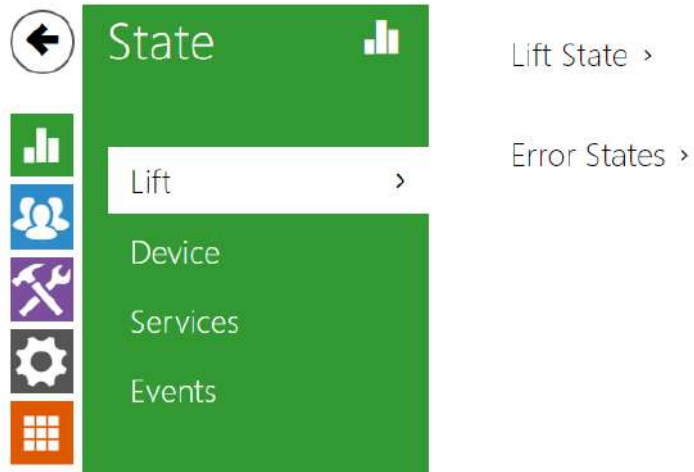 State
Lift
Device
Services
Events
Lift State
Error States